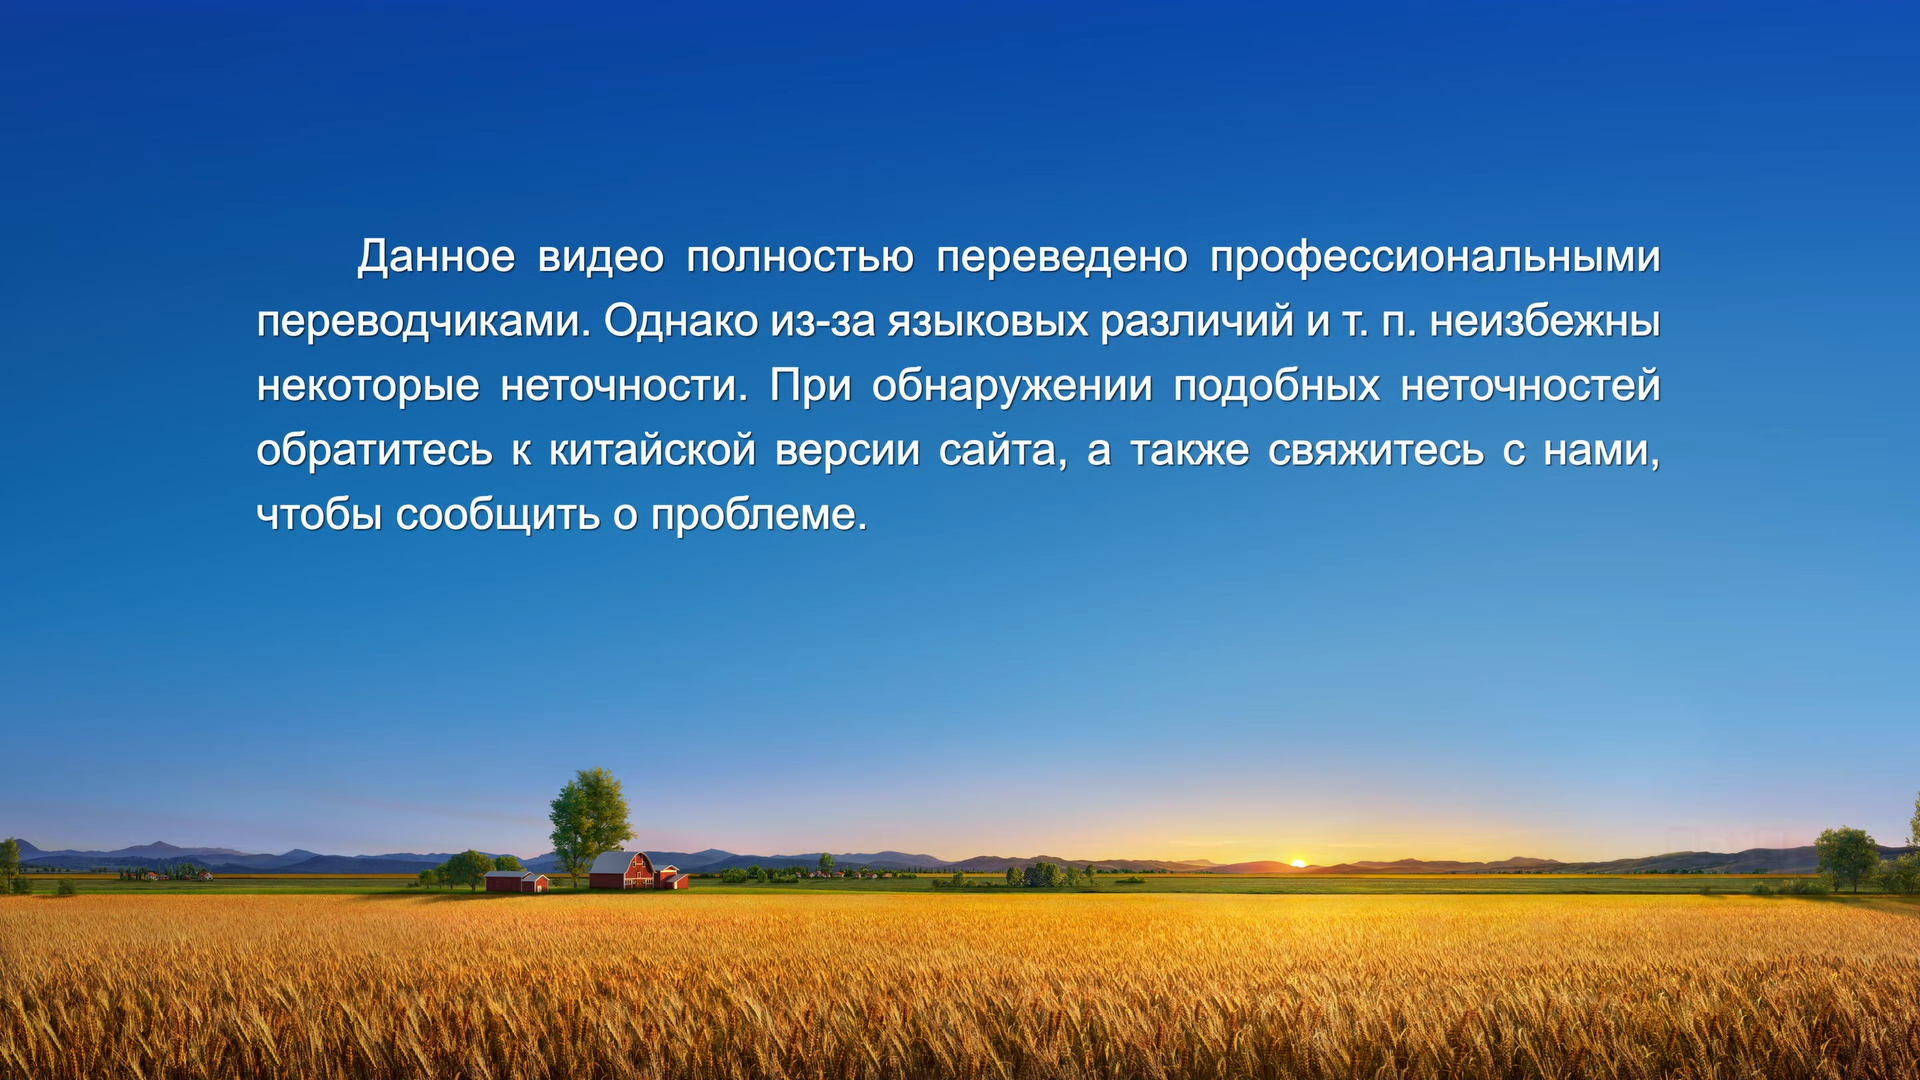 Данное видео полностью переведено профессиональными
переводчиками. Однако из-за языковых различий и т. п. неизбежны
некоторые неточности. При обнаружении подобных неточностей
обратитесь к китайской версии сайта, а также свяжитесь с нами,
чтобы сообщить о проблеме.